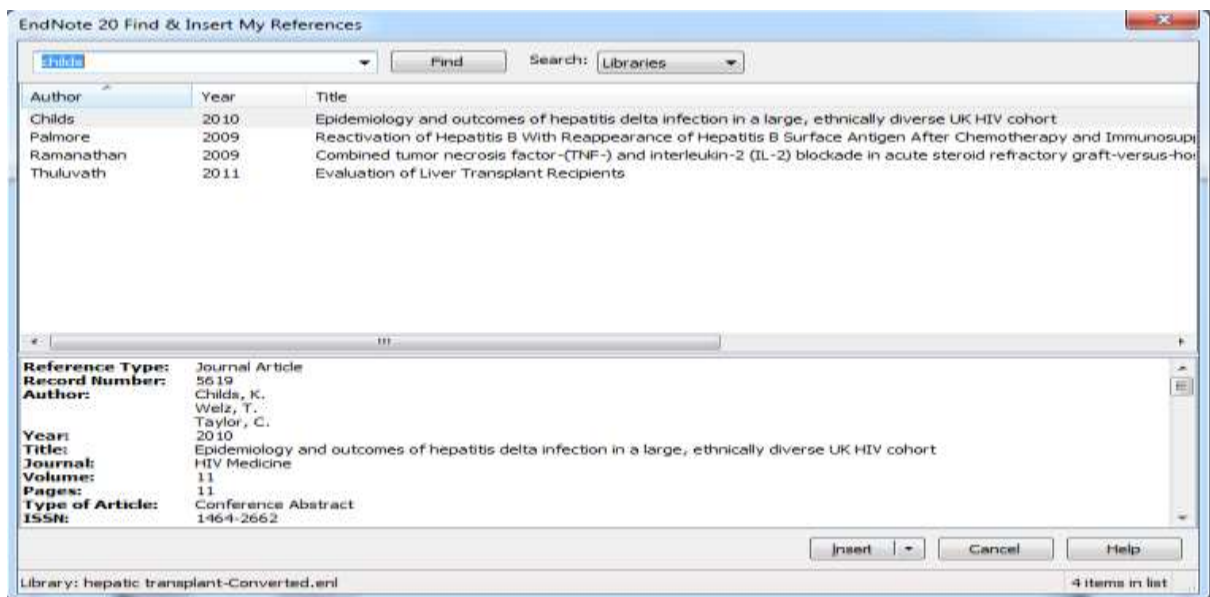 EndNote 20 Find & Insert My References
childs Find Search: Libraries
Author Year Title
Childs 2010 Epidemiology and outcomes of hepatitis delta infection in a large, ethnically diverse UK HIV cohort
Palmore 2009 Reactivation of Hepatitis B With Reappearance of Hepatitis B Surface Antigen After Chemotherapy and Immunosup
Ramanathan 2009 Combined tumor necrosis factor-(TNF-) and interleukin-2 (IL-2) blockade in acute steroid refractory graft-versus-ho
Thuluvath 2011 Evaluation of Liver Transplant Recipients
Reference Type: Journal Article
Record Number: 5619
Author: Childs, K.
Welz, T.
Taylor, C.
Year: 2010
Title: Epidemiology and outcomes of hepatitis delta infection in a large, ethnically diverse UK HIV cohort
Journal: HIV Medicine
Volume: 11
Pages: 11
Type of Article: Conference Abstract
ISSN: 1464-2662
Insert Cancel Help
Library: hepatic transplant-Converted.enl 4 items in list